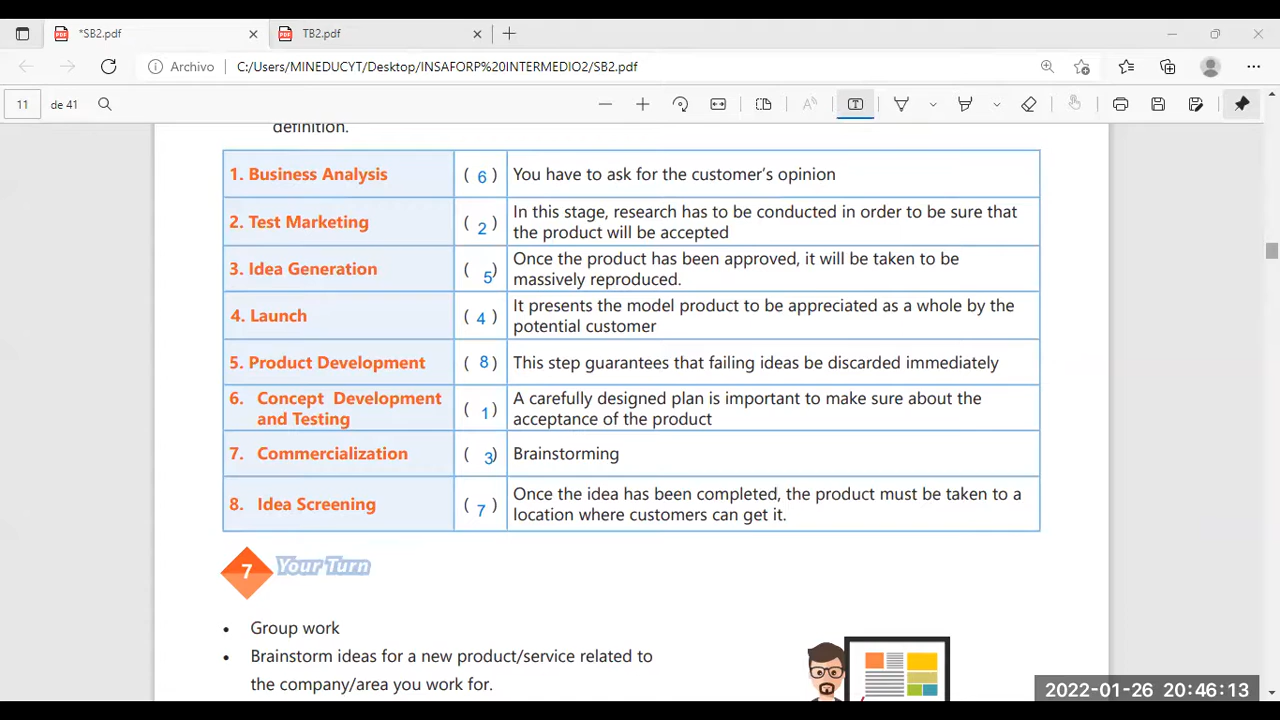 *SB2.pdf
TB2.pdf
Archivo C:/Users/MINEDUCYT/Desktop/INSAFORP%20INTERMEDIO2/SB2.pdf
11 de 41
definition.
1. Business Analysis ( 6 ) You have to ask for the customer's opinion
2. Test Marketing ( 2 ) In this stage, research has to be conducted in order to be sure that
the product will be accepted
3. Idea Generation ( 5 ) Once the product has been approved, it will be taken to be
massively reproduced.
4. Launch ( 4 ) It presents the model product to be appreciated as a whole by the
potential customer
5. Product Development ( 8 ) This step guarantees that failing ideas be discarded immediately
6. Concept Development
and Testing ( 1 ) A carefully designed plan is important to make sure about the
acceptance of the product
7. Commercialization ( 3 ) Brainstorming
8. Idea Screening ( 7 ) Once the idea has been completed, the product must be taken to a
location where customers can get it.
7 Your Turn
• Group work
• Brainstorm ideas for a new product/service related to
the company/area you work for.
2022-01-26 20:46:13